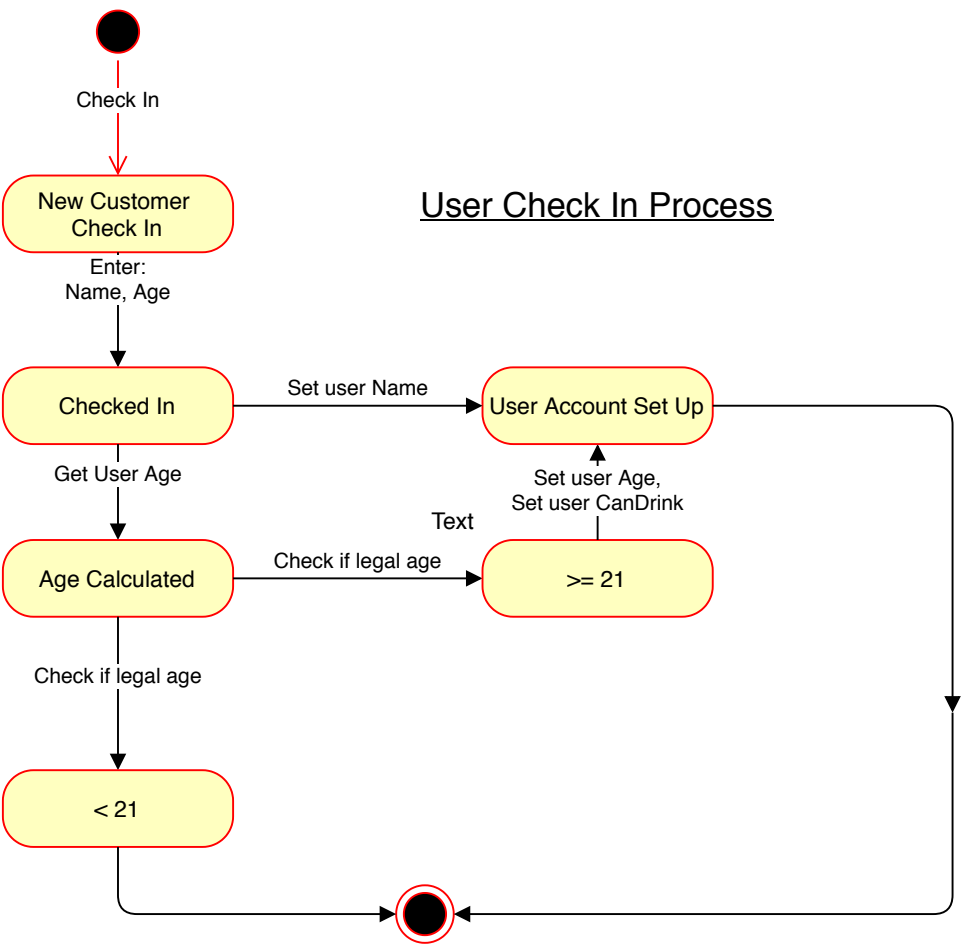 Check In
New Customer
Check In
User Check In Process
Enter:
Name, Age
Checked In
Set user Name
User Account Set Up
Get User Age
Set user Age,
Set user CanDrink
Text
Age Calculated
Check if legal age
>= 21
Check if legal age
< 21